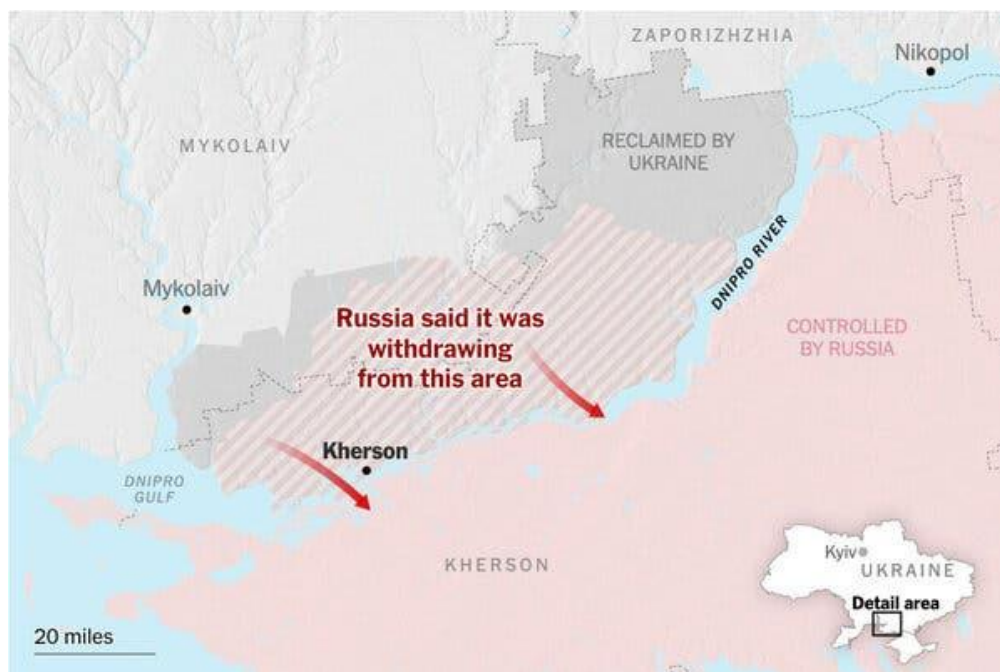 ZAPORIZHZHIA
Nikopol
MYKOLAIV
RECLAIMED BY
UKRAINE
DNIPRO RIVER
Mykolaiv
Russia said it was
withdrawing
from this area
CONTROLLED
BY RUSSIA
Kherson
DNIPRO
GULF
KHERSON
Kyiv
UKRAINE
Detail area
20 miles